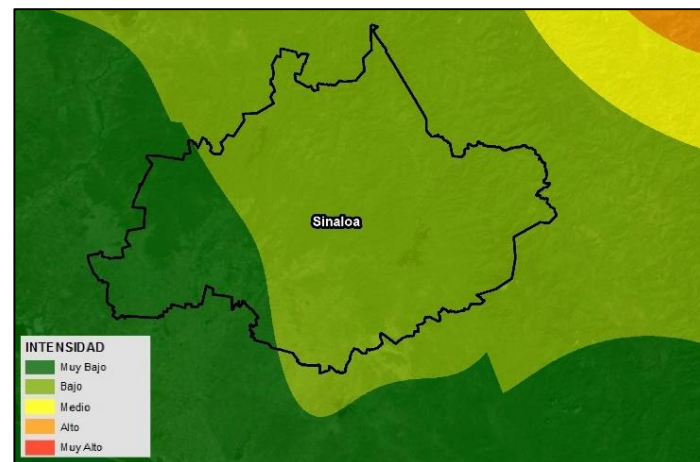 Sinaloa
INTENSIDAD
Muy Bajo
Bajo
Medio
Alto
Muy Alto